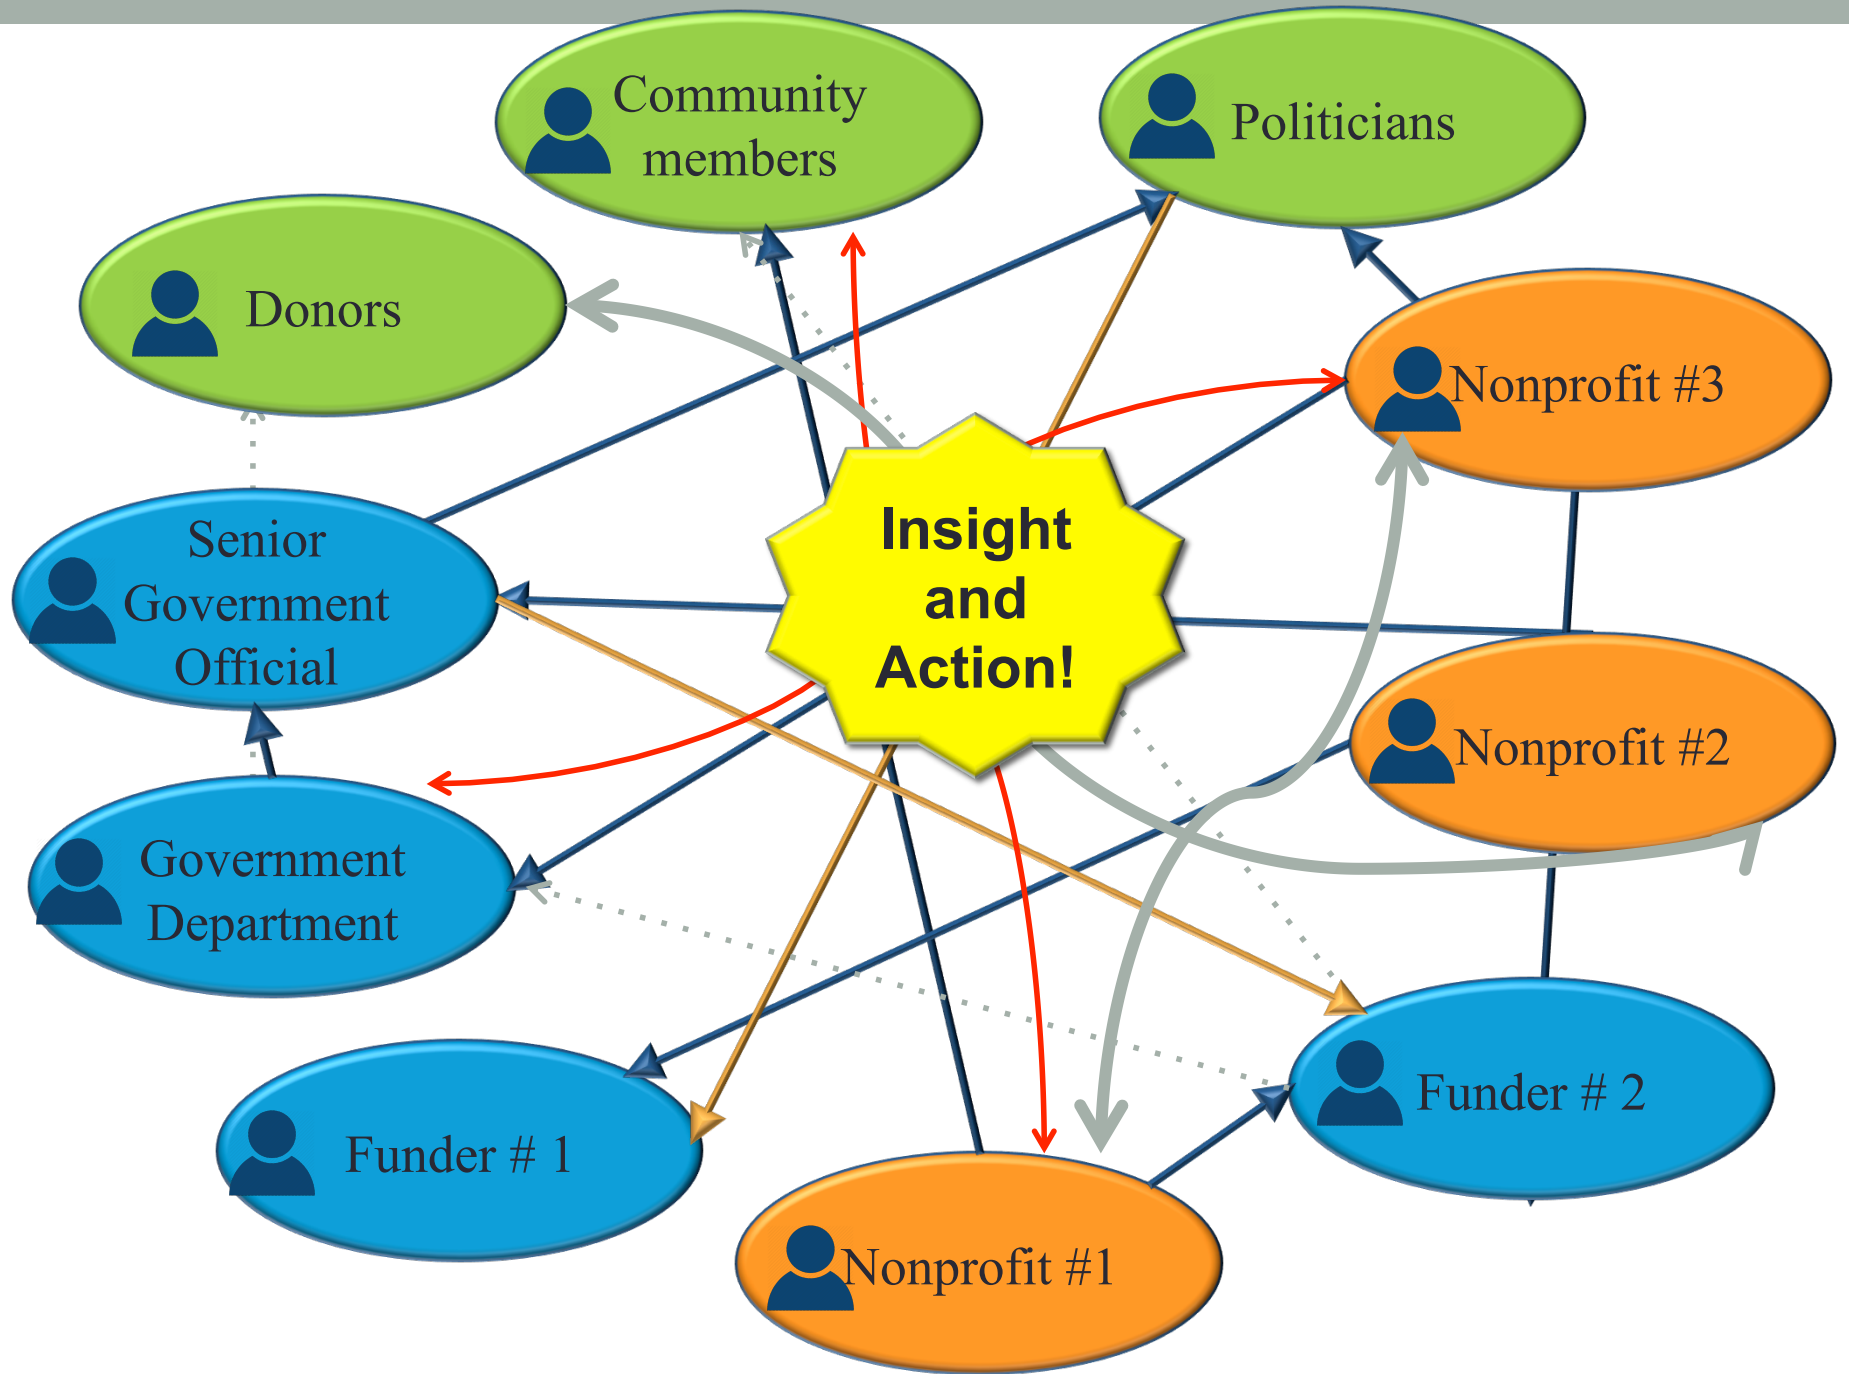 Community
members
Politicians
Donors
Nonprofit #3
Insight
and
Action!
Senior
Government
Official
Nonprofit #2
Government
Department
Funder # 2
Funder # 1
Nonprofit #1